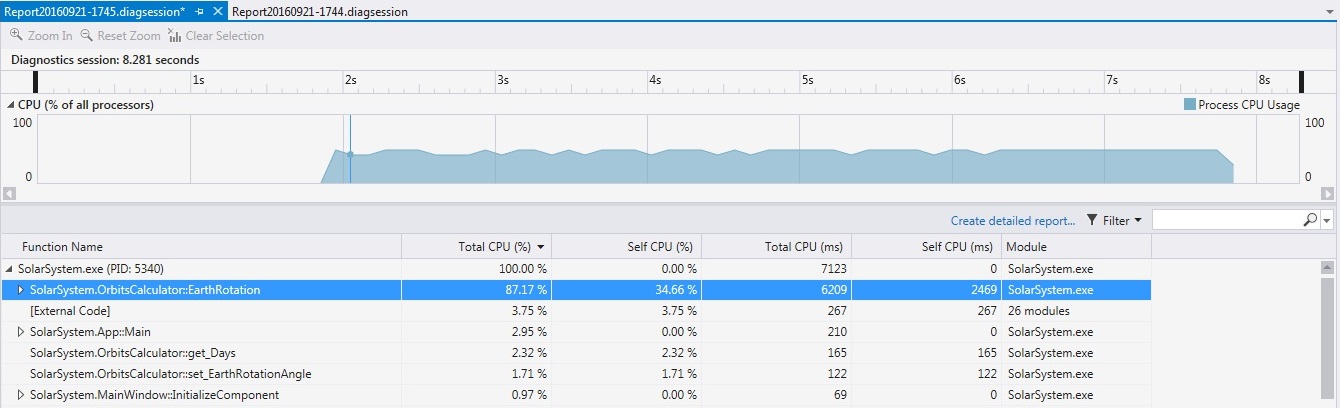 Report20160921-1745.diagsession* Report20160921-1744.diagsession
Zoom In Reset Zoom Clear Selection
Diagnostics session: 8.281 seconds
1s 2s 3s 4s 5s 6s 7s 8s
CPU (% of all processors) Process CPU Usage
100 100
0 0
Create detailed report... Filter
Function Name Total CPU (%) Self CPU (%) Total CPU (ms) Self CPU (ms) Module
SolarSystem.exe (PID: 5340) 100.00 % 0.00 % 7123 0 SolarSystem.exe
SolarSystem.OrbitsCalculator::EarthRotation 87.17 % 34.66 % 6209 2469 SolarSystem.exe
[External Code] 3.75 % 3.75 % 267 267 26 modules
SolarSystem.App::Main 2.95 % 0.00 % 210 0 SolarSystem.exe
SolarSystem.OrbitsCalculator::get_Days 2.32 % 2.32 % 165 165 SolarSystem.exe
SolarSystem.OrbitsCalculator::set_EarthRotationAngle 1.71 % 1.71 % 122 122 SolarSystem.exe
SolarSystem.MainWindow::InitializeComponent 0.97 % 0.00 % 69 0 SolarSystem.exe